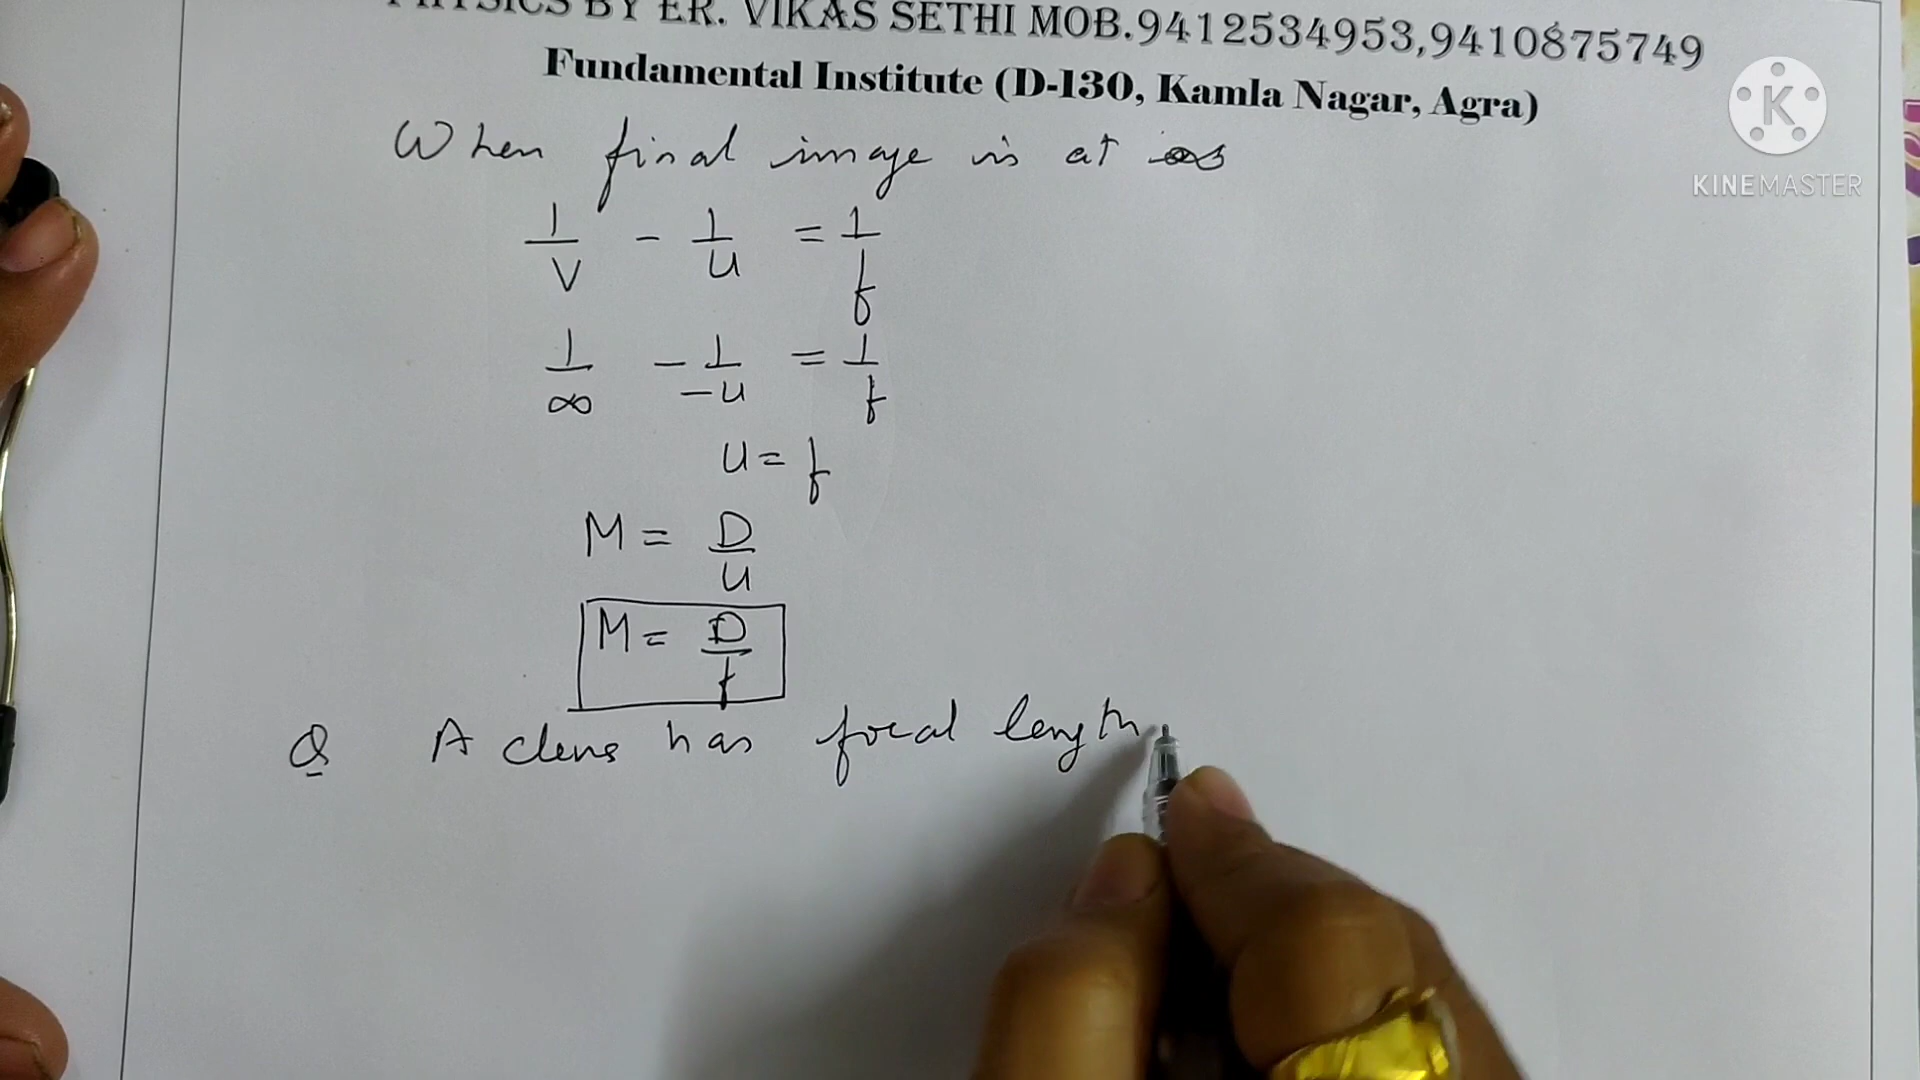 PHYSICS BY ER. VIKAS SETHI MOB.9412534953,9410875749
Fundamental Institute (D-130, Kamla Nagar, Agra)
K
KINEMASTER
When final image is at ∞
1/V - 1/u = 1/f
1/∞ - 1/-u = 1/f
u = f
M = D/u
M = D/f
Q A clens has focal length